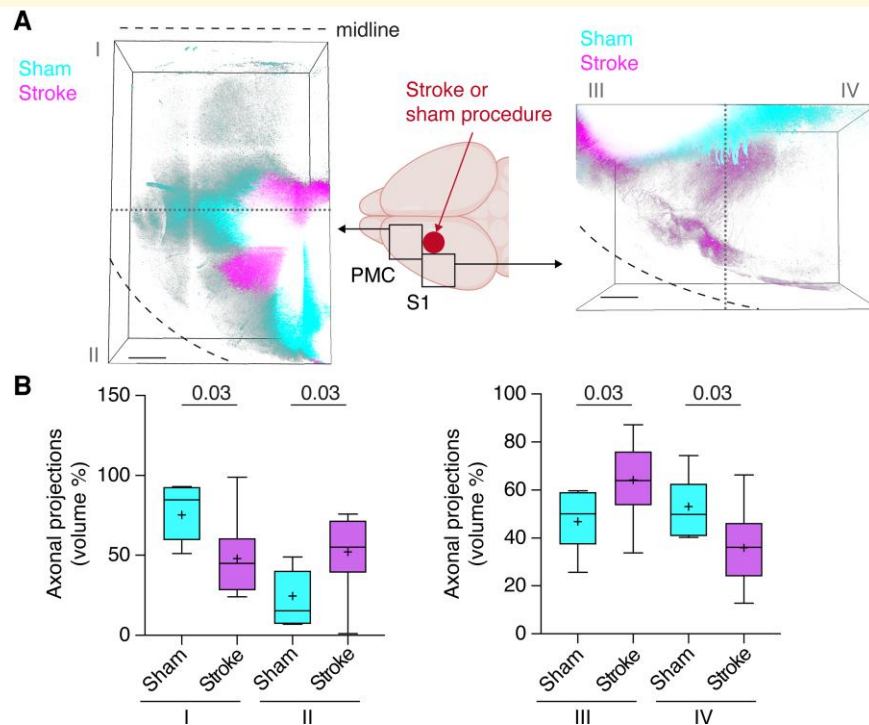 A
I
midline
Sham
Stroke
II
Stroke or
sham procedure
PMC
S1
Sham
Stroke
III
IV
B
Axonal projections
(volume %)
150
100
50
0
0.03
0.03
Sham
Stroke
Sham
Stroke
I
II
Axonal projections
(volume %)
100
80
60
40
20
0
0.03
0.03
Sham
Stroke
Sham
Stroke
III
IV